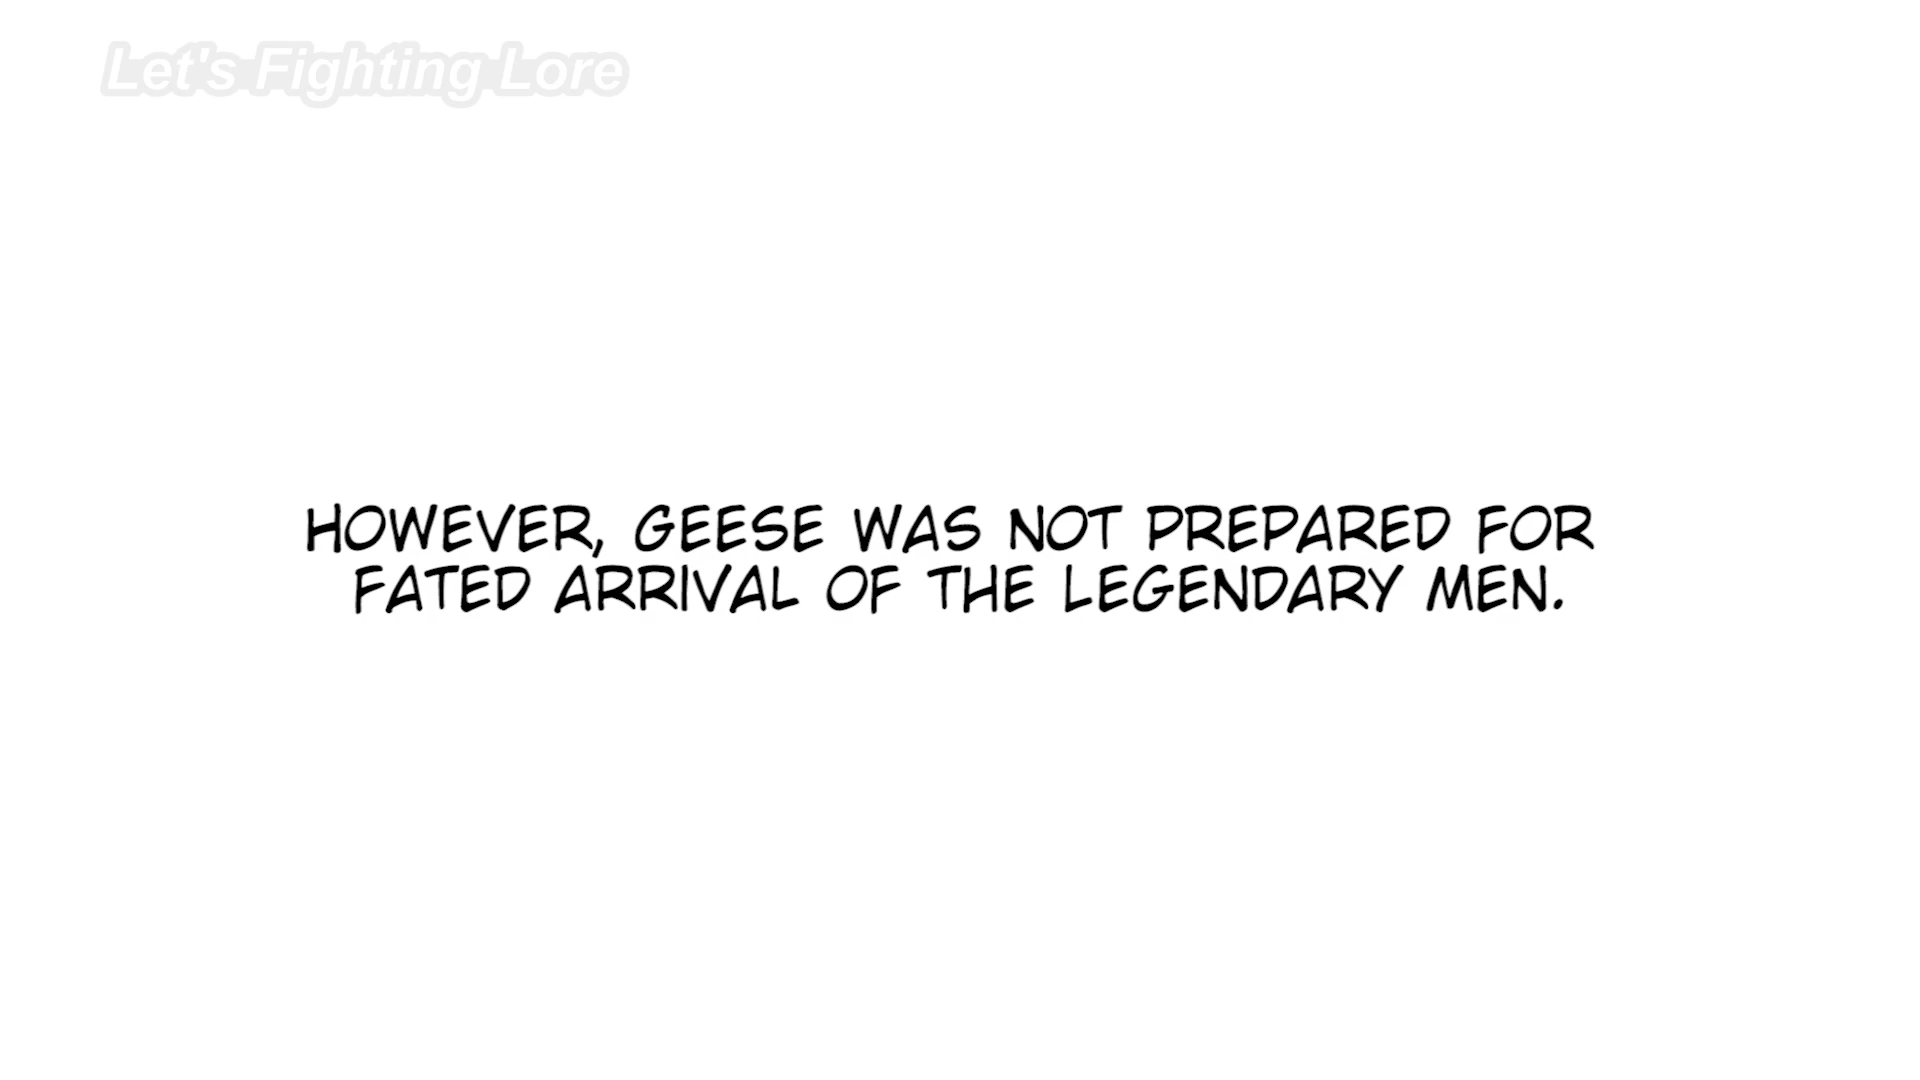 Let's Fighting Lore
HOWEVER, GEESE WAS NOT PREPARED FOR
FATED ARRIVAL OF THE LEGENDARY MEN.